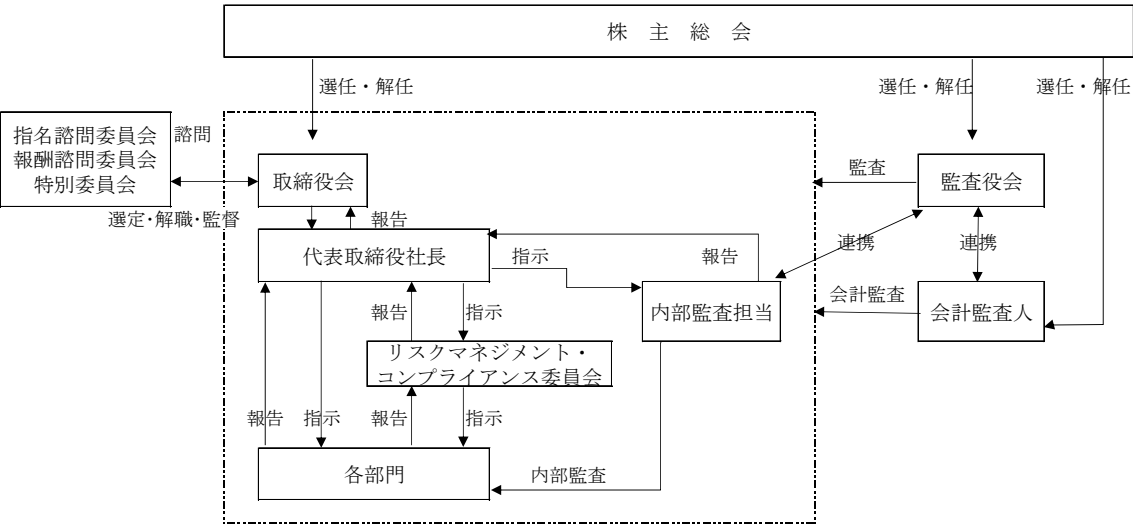 株 主 総 会
選任・解任
選任・解任
選任・解任
指名諮問委員会
報酬諮問委員会
特別委員会
諮問
取締役会
監査
監査役会
選定・解職・監督
報告
代表取締役社長
指示
報告
連携
連携
報告
指示
内部監査担当
会計監査
会計監査人
リスクマネジメント・
コンプライアンス委員会
報告
指示
報告
指示
各部門
内部監査